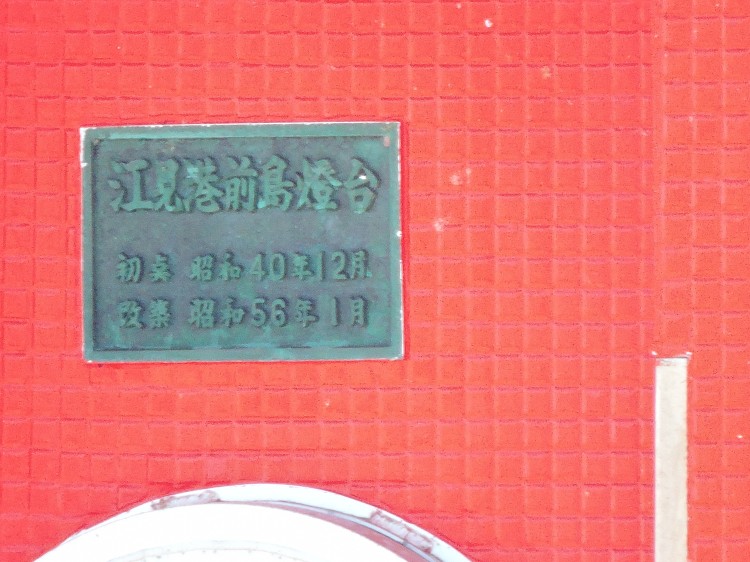 江見港前島燈台
初点 昭和40年12月
改築 昭和56年1月